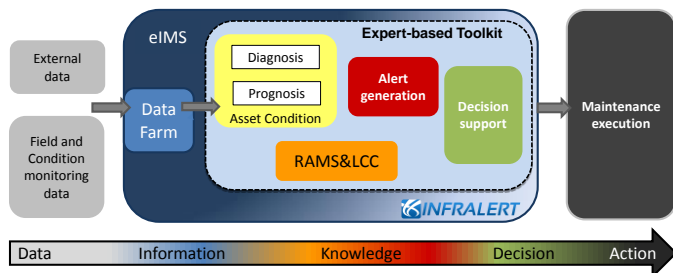 External
data
Field and
Condition
monitoring
data
eIMS
Data
Farm
Expert-based Toolkit
Diagnosis
Prognosis
Asset Condition
Alert
generation
Decision
support
RAMS&LCC
INFRALERT
Maintenance
execution
Data
Information
Knowledge
Decision
Action